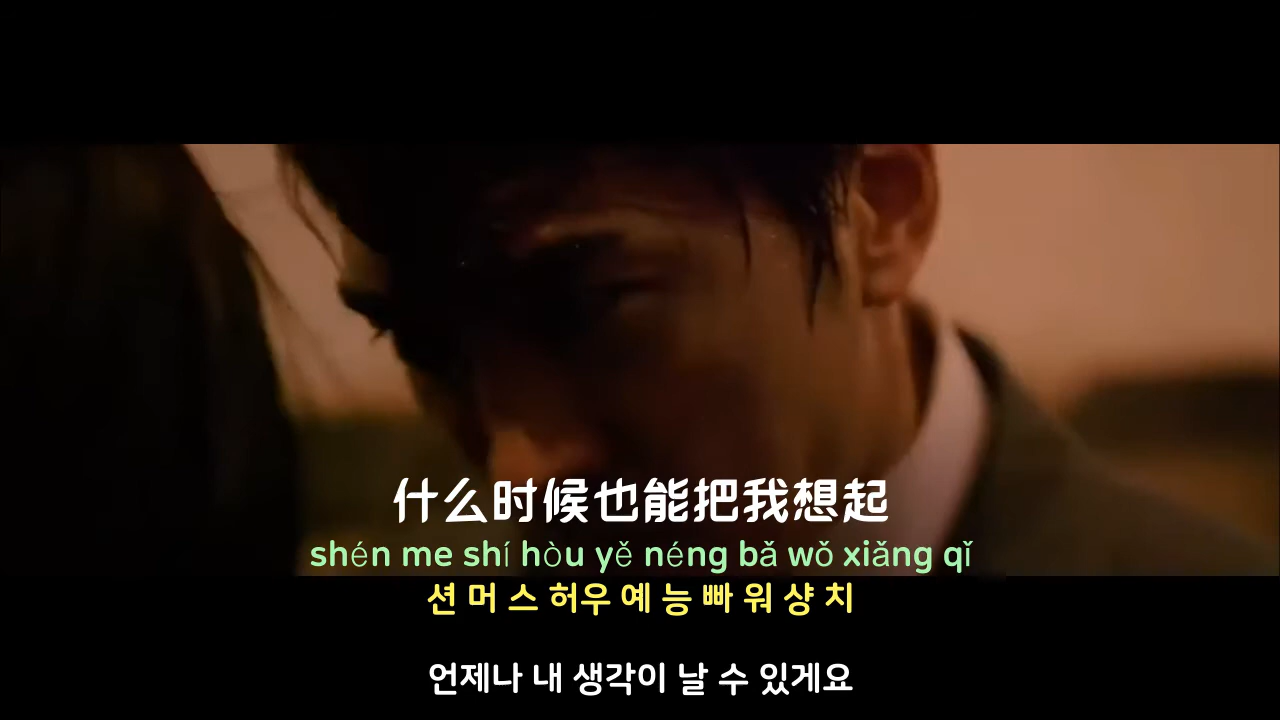 什么时候也能把我想起
shén me shí hòu yě néng bǎ wǒ xiǎng qǐ
션 머 스 허우 예 능 빠 워 샹 치
언제나 내 생각이 날 수 있게요